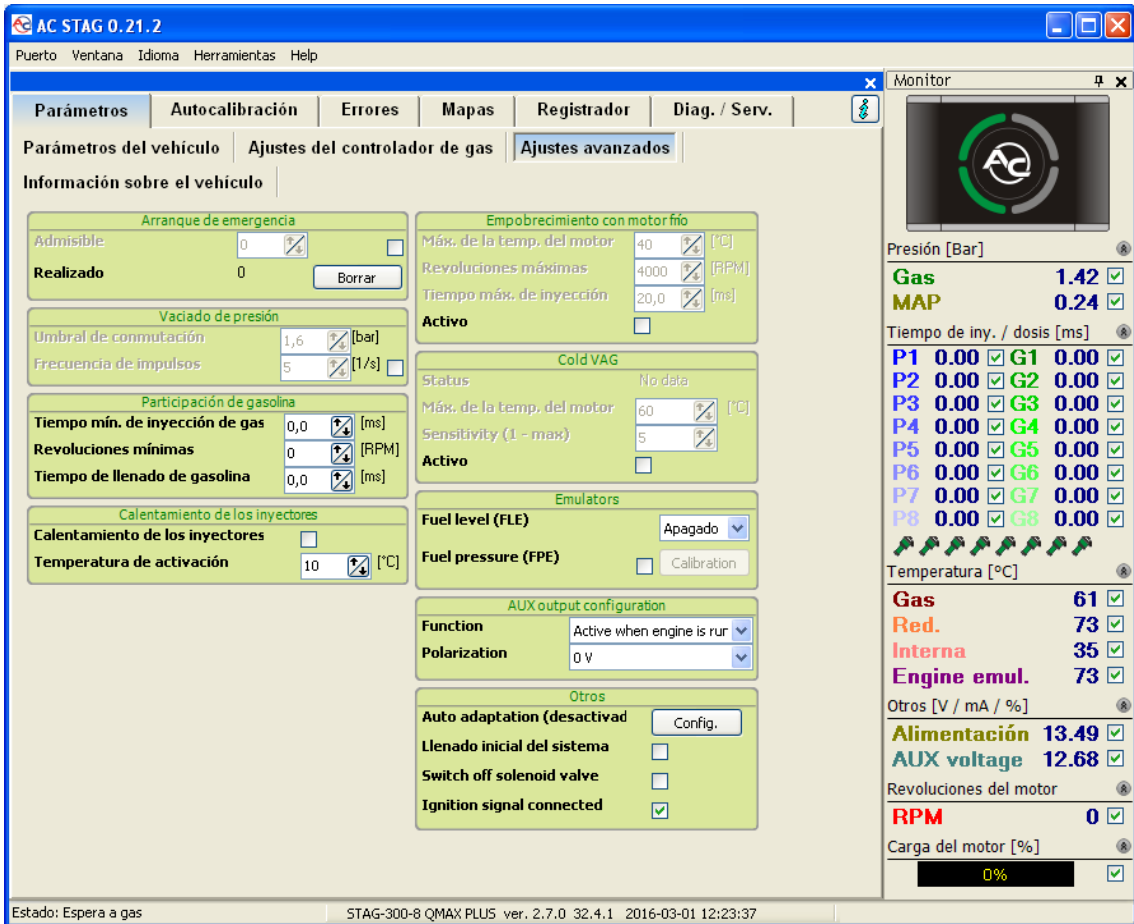 AC STAG 0.21.2
Puerto Ventana Idioma Herramientas Help
Parámetros Autocalibración Errores Mapas Registrador Diag. / Serv.
Parámetros del vehículo Ajustes del controlador de gas Ajustes avanzados
Información sobre el vehículo
Arranque de emergencia
Admisible 0
Realizado 0 Borrar
Vaciado de presión
Umbral de conmutación 1,6 [bar]
Frecuencia de impulsos 5 [1/s]
Participación de gasolina
Tiempo mín. de inyección de gas 0,0 [ms]
Revoluciones mínimas 0 [RPM]
Tiempo de llenado de gasolina 0,0 [ms]
Calentamiento de los inyectores
Calentamiento de los inyectores
Temperatura de activación 10 [°C]
Empobrecimiento con motor frío
Máx. de la temp. del motor 40 [°C]
Revoluciones máximas 4000 [RPM]
Tiempo máx. de inyección 20,0 [ms]
Activo
Cold VAG
Status No data
Máx. de la temp. del motor 60 [°C]
Sensitivity (1 - max) 5
Activo
Emulators
Fuel level (FLE) Apagado
Fuel pressure (FPE) Calibration
AUX output configuration
Function Active when engine is rur
Polarization 0 V
Otros
Auto adaptation (desactivad Config.
Llenado inicial del sistema
Switch off solenoid valve
Ignition signal connected
Monitor
AC
Presión [Bar]
Gas 1.42
MAP 0.24
Tiempo de iny. / dosis [ms]
P1 0.00 G1 0.00
P2 0.00 G2 0.00
P3 0.00 G3 0.00
P4 0.00 G4 0.00
P5 0.00 G5 0.00
P6 0.00 G6 0.00
P7 0.00 G7 0.00
P8 0.00 G8 0.00
Temperatura [°C]
Gas 61
Red. 73
Interna 35
Engine emul. 73
Otros [V / mA / %]
Alimentación 13.49
AUX voltage 12.68
Revoluciones del motor
RPM 0
Carga del motor [%]
0%
Estado: Espera a gas STAG-300-8 QMAX PLUS ver. 2.7.0 32.4.1 2016-03-01 12:23:37